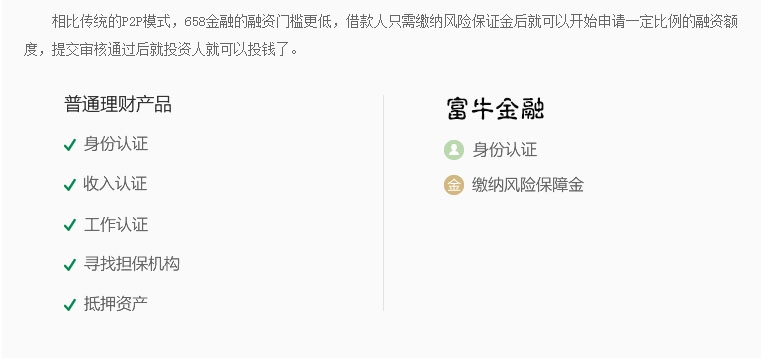 相比传统的P2P模式，658金融的融资门槛更低，借款人只需缴纳风险保证金后就可以开始申请一定比例的融资额
度，提交审核通过后就投资人就可以投钱了。
普通理财产品
身份认证
收入认证
工作认证
寻找担保机构
抵押资产
富牛金融
身份认证
金 缴纳风险保障金